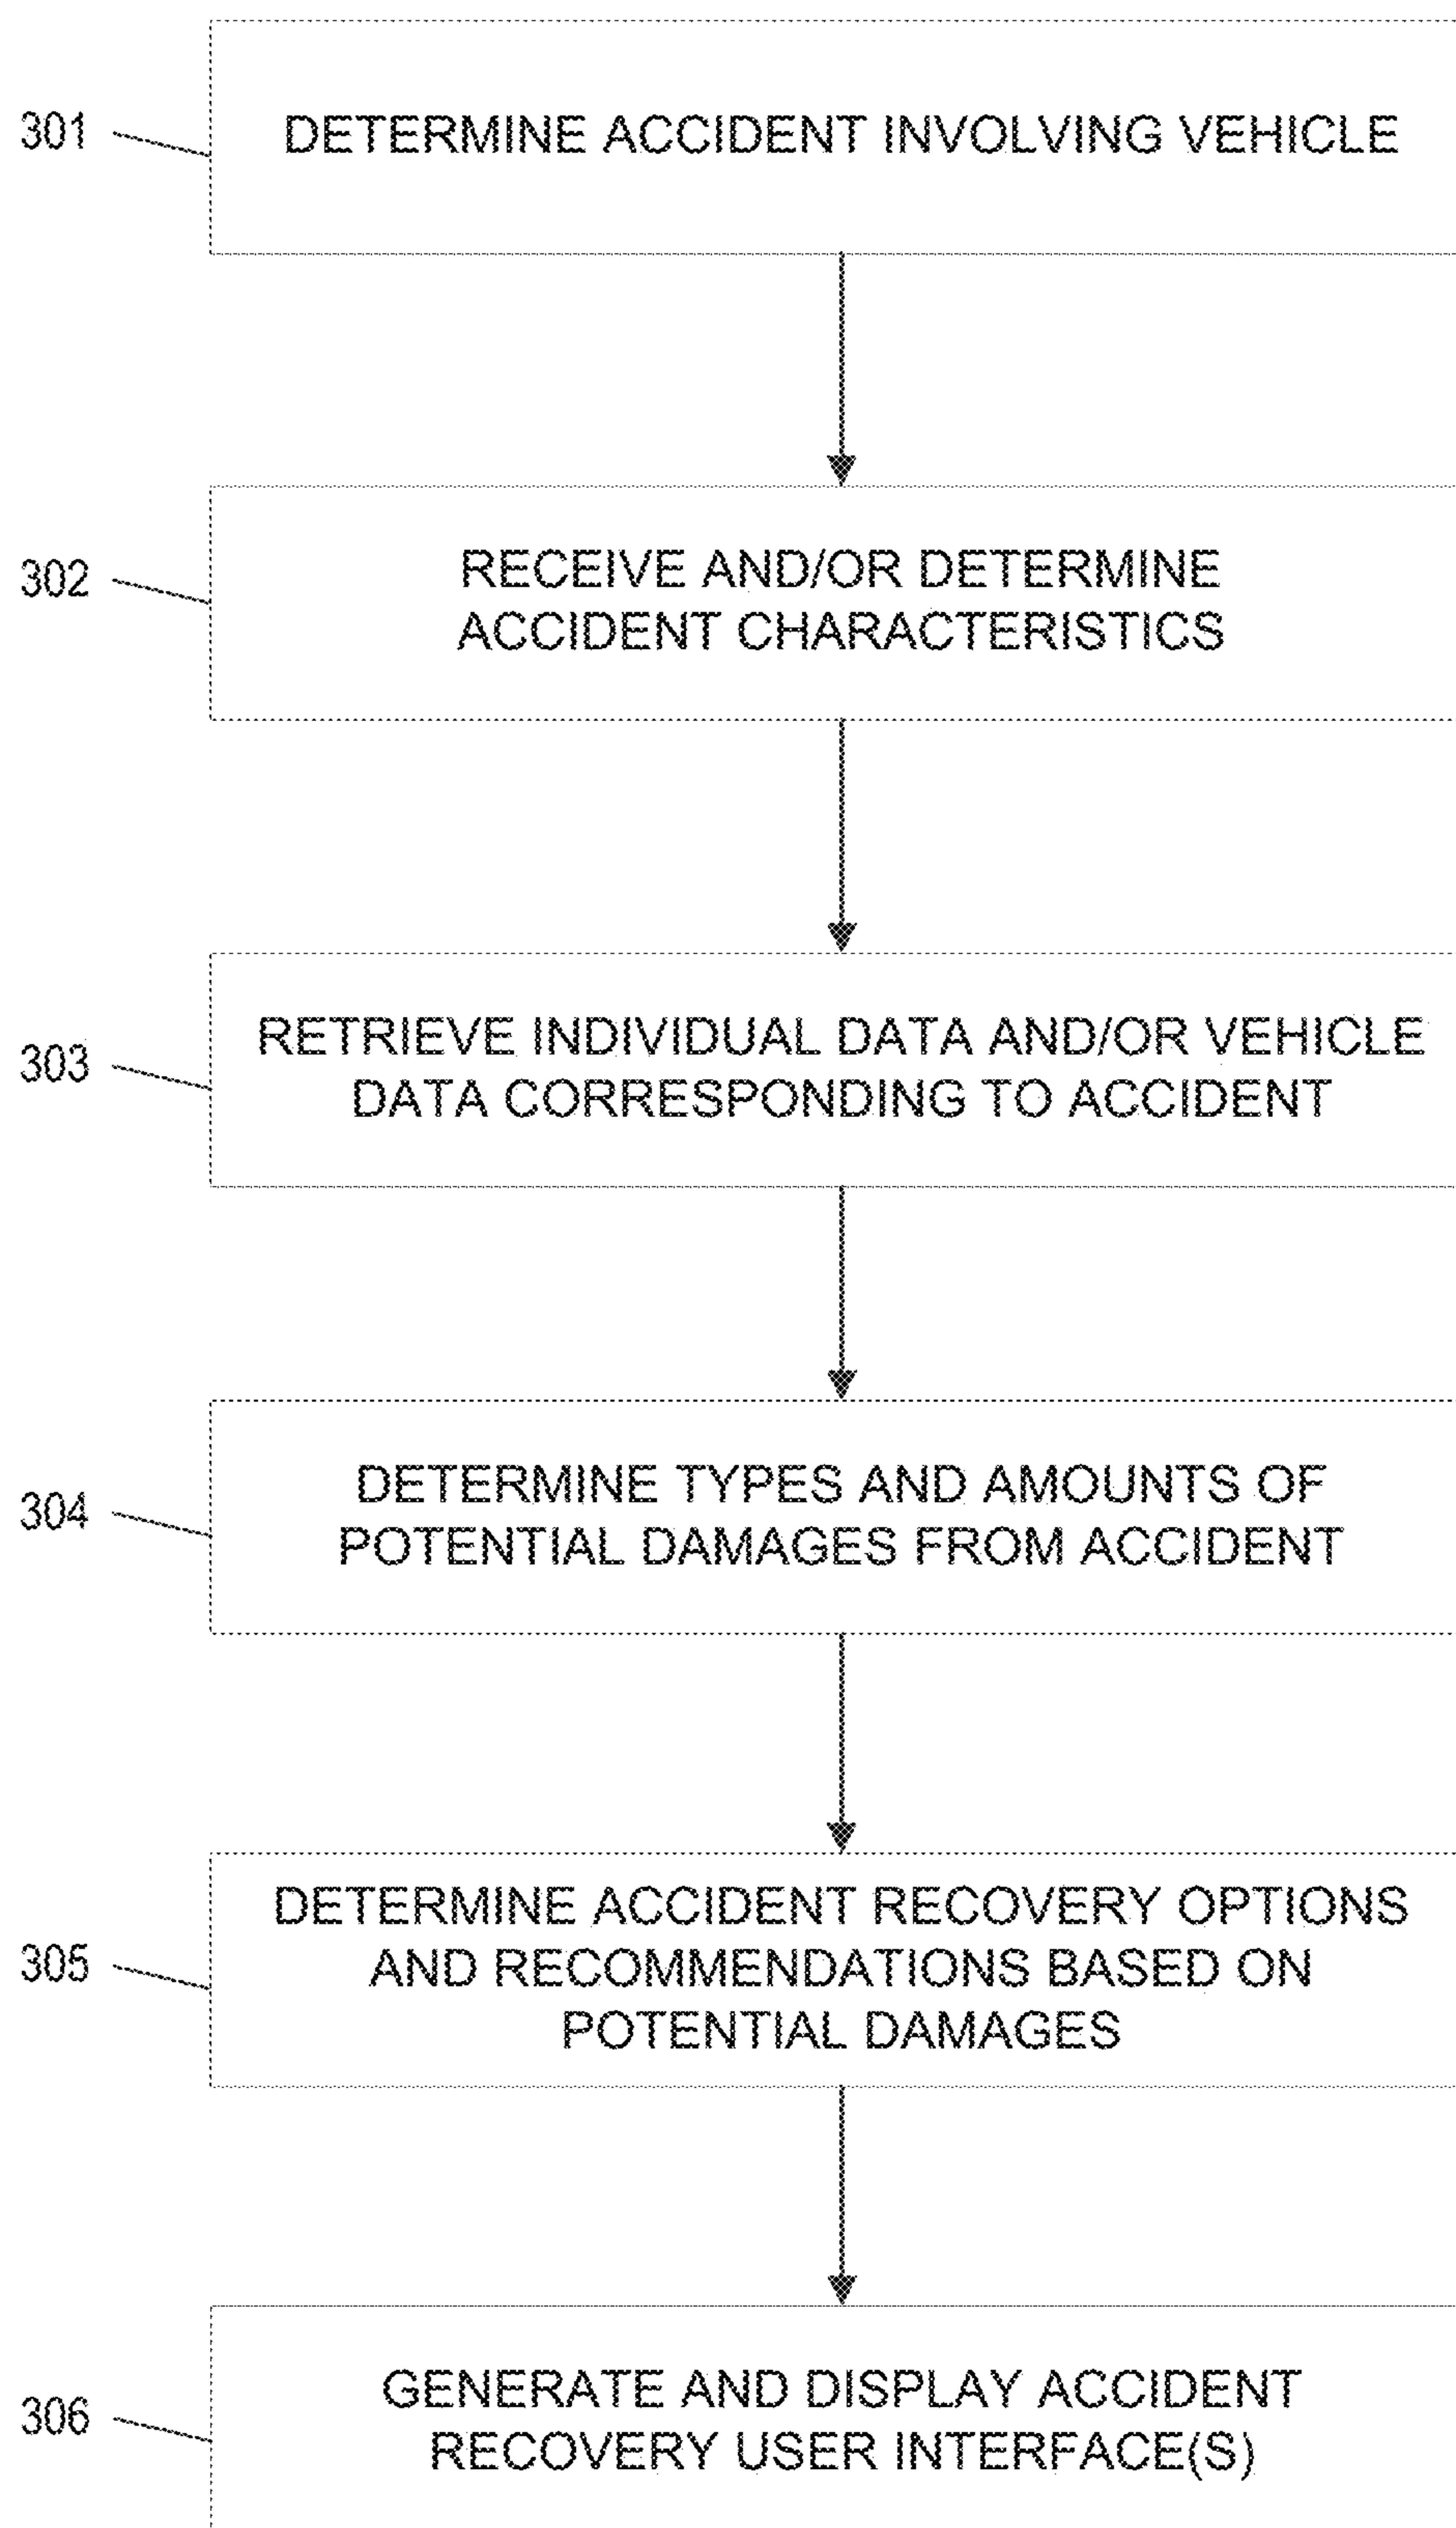 301
DETERMINE ACCIDENT INVOLVING VEHICLE
302
RECEIVE AND/OR DETERMINE
ACCIDENT CHARACTERISTICS
303
RETRIEVE INDIVIDUAL DATA AND/OR VEHICLE
DATA CORRESPONDING TO ACCIDENT
304
DETERMINE TYPES AND AMOUNTS OF
POTENTIAL DAMAGES FROM ACCIDENT
305
DETERMINE ACCIDENT RECOVERY OPTIONS
AND RECOMMENDATIONS BASED ON
POTENTIAL DAMAGES
306
GENERATE AND DISPLAY ACCIDENT
RECOVERY USER INTERFACE(S)